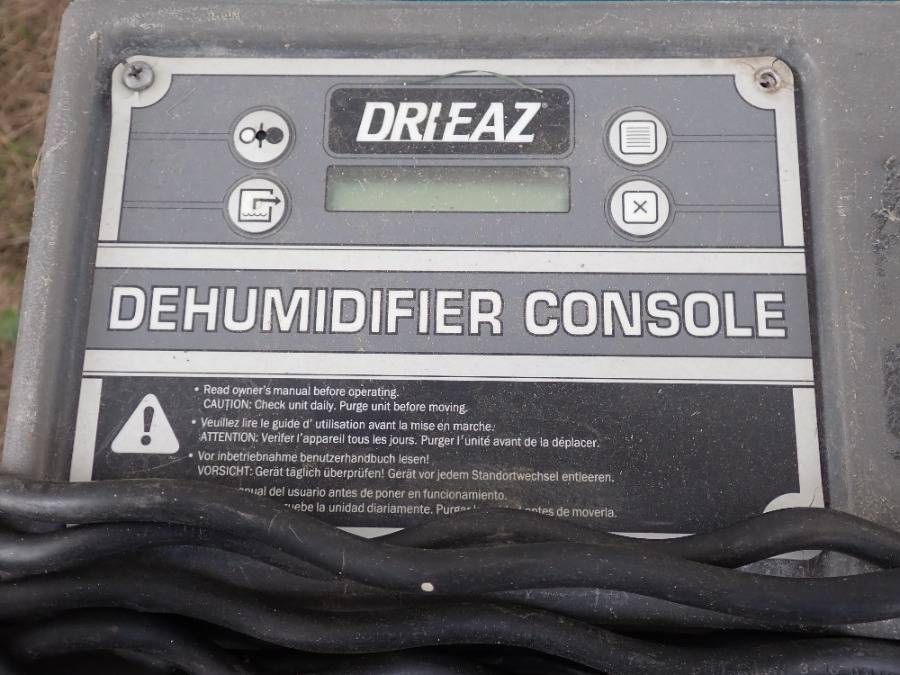 DRI-EAZ
DEHUMIDIFIER CONSOLE
• Read owner's manual before operating.
CAUTION: Check unit daily. Purge unit before moving.
• Veuillez lire le guide d' utilisation avant la mise en marche.
ATTENTION: Verifer l'appareil tous les jours. Purger l'unité avant de la déplacer.
• Vor inbetriebnahme benutzerhandbuch lesen!
VORSICHT: Gerät täglich überprüfen! Gerät vor jedem Standortwechsel entleeren.
del usuario antes de poner en funcionamiento.
la unidad diariamente. antes de moverla.